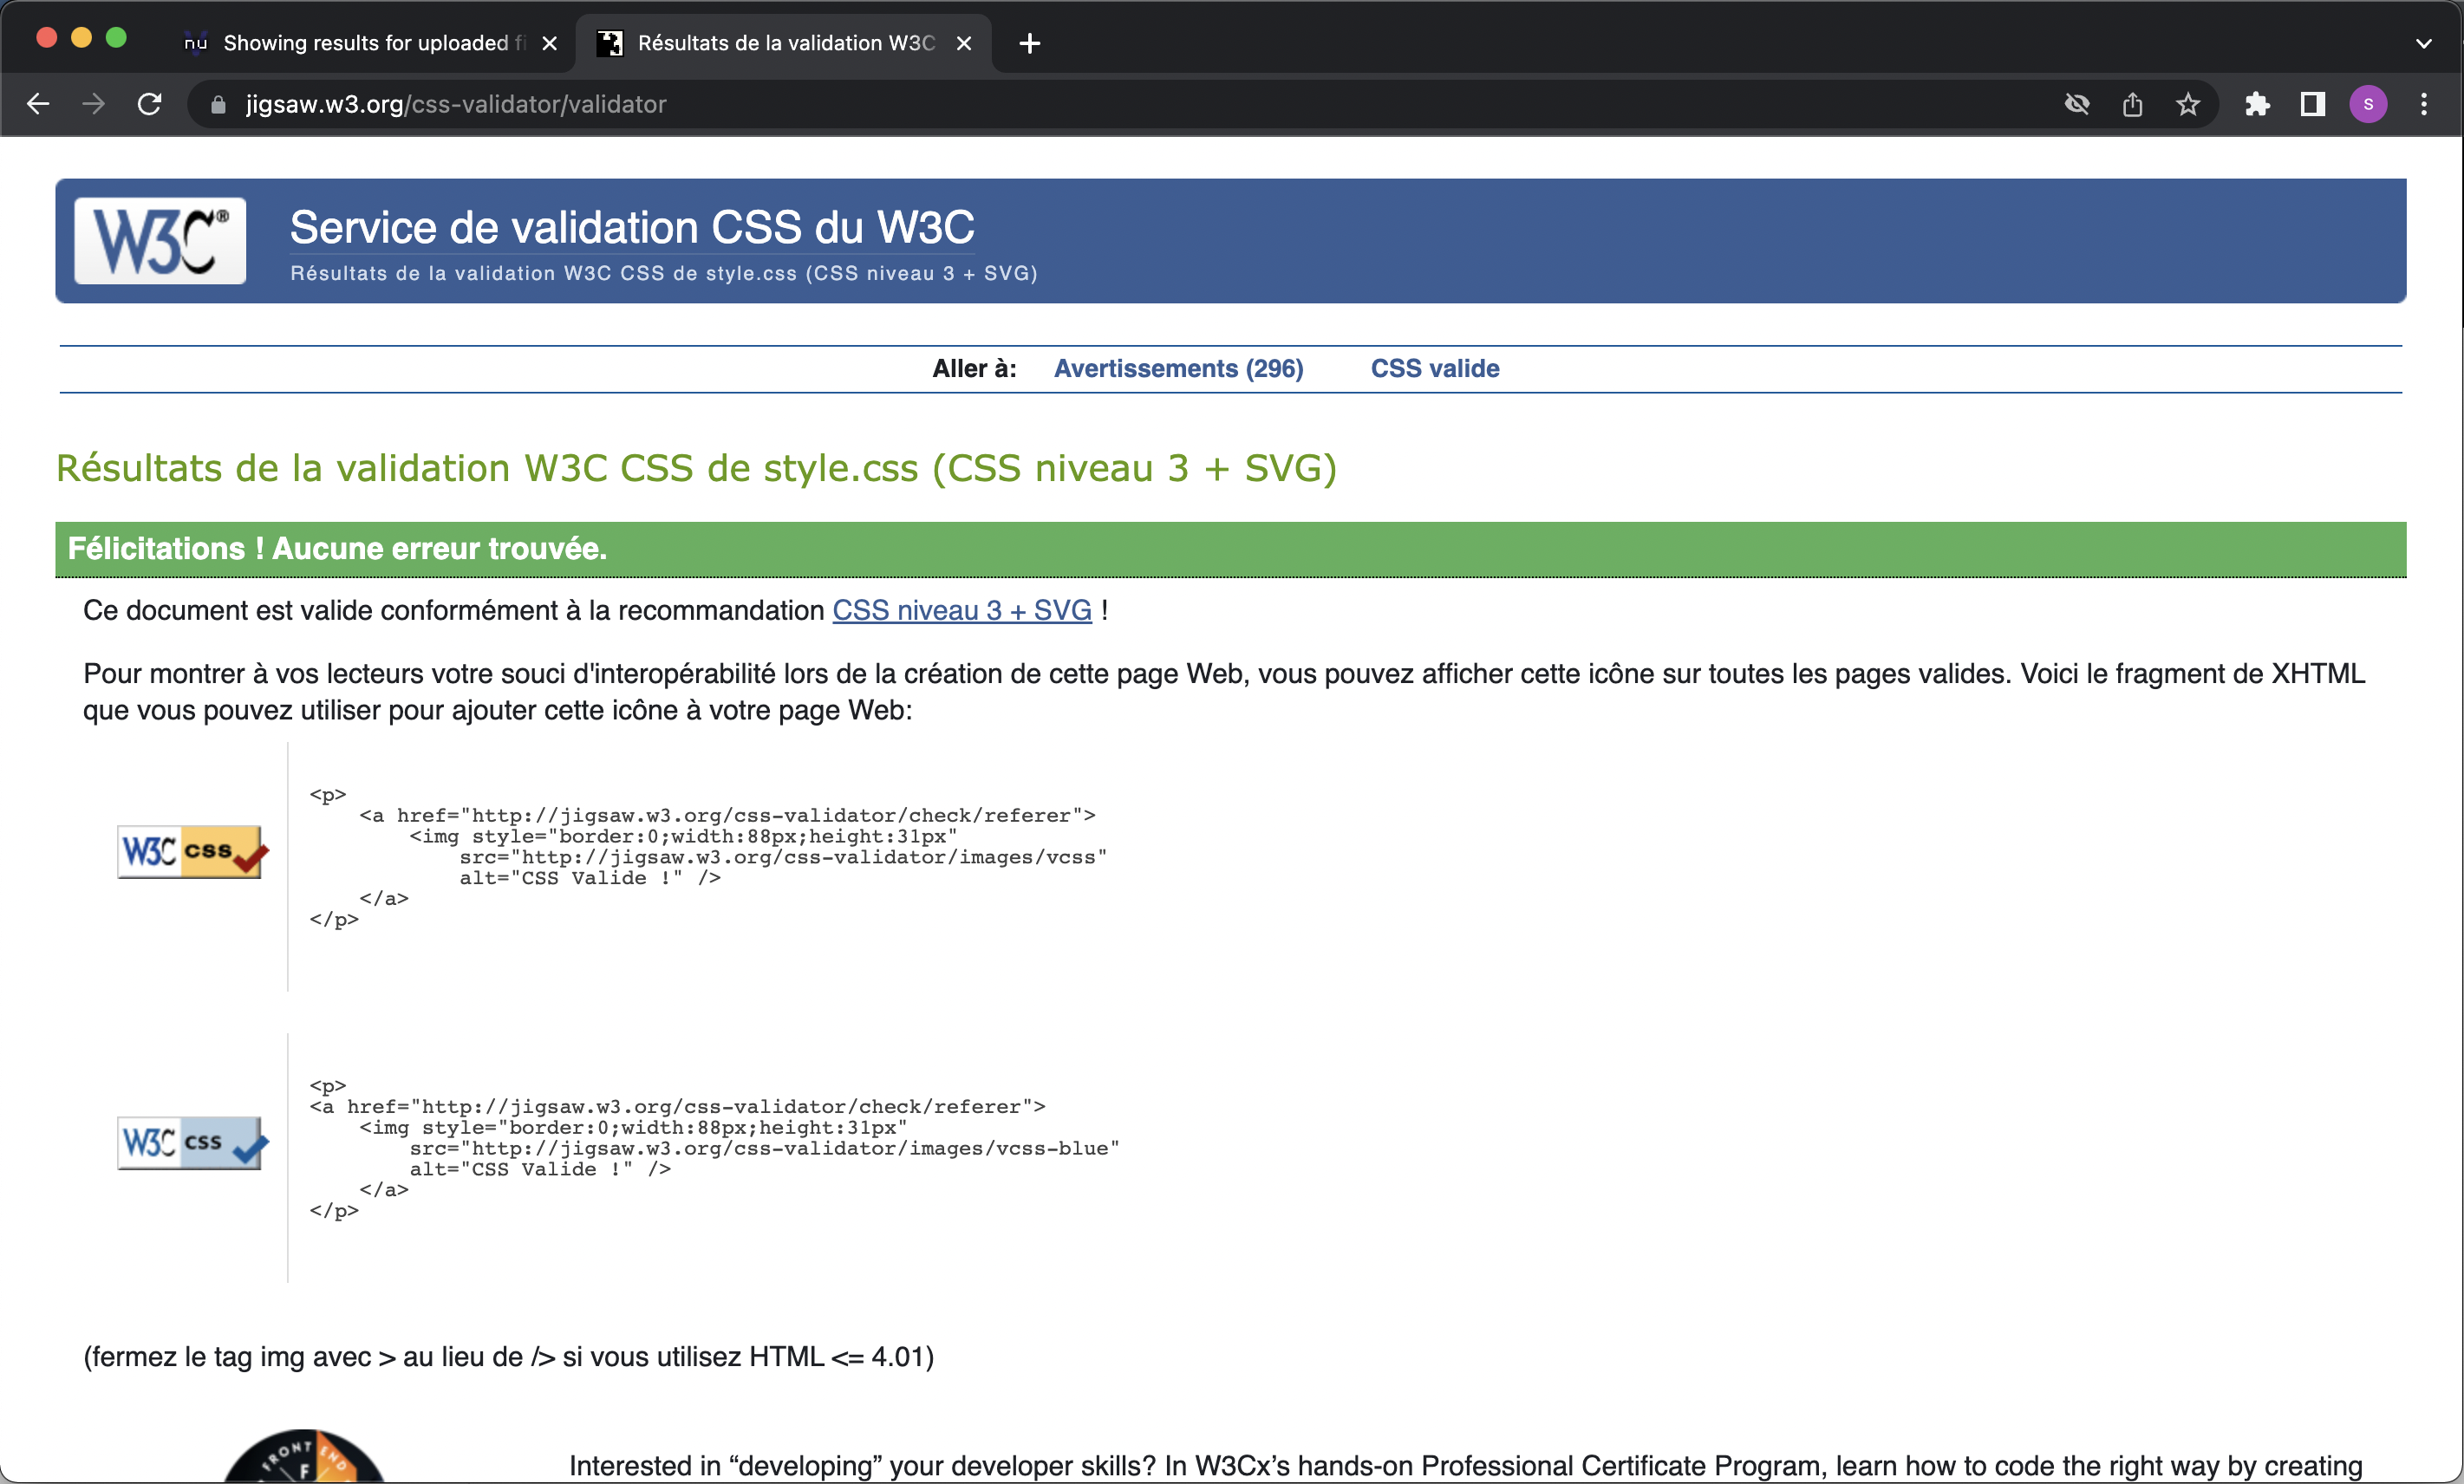 nu Showing results for uploaded fi
Résultats de la validation W3C
jigsaw.w3.org/css-validator/validator
S
W3C®
Service de validation CSS du W3C
Résultats de la validation W3C CSS de style.css (CSS niveau 3 + SVG)
Aller à: Avertissements (296) CSS valide
Résultats de la validation W3C CSS de style.css (CSS niveau 3 + SVG)
Félicitations ! Aucune erreur trouvée.
Ce document est valide conformément à la recommandation CSS niveau 3 + SVG !
Pour montrer à vos lecteurs votre souci d'interopérabilité lors de la création de cette page Web, vous pouvez afficher cette icône sur toutes les pages valides. Voici le fragment de XHTML
que vous pouvez utiliser pour ajouter cette icône à votre page Web:
W3C css
<p>
<a href="http://jigsaw.w3.org/css-validator/check/referer">
<img style="border:0;width:88px;height:31px"
src="http://jigsaw.w3.org/css-validator/images/vcss"
alt="CSS Valide !" />
</a>
</p>
W3C css
<p>
<a href="http://jigsaw.w3.org/css-validator/check/referer">
<img style="border:0;width:88px;height:31px"
src="http://jigsaw.w3.org/css-validator/images/vcss-blue"
alt="CSS Valide !" />
</a>
</p>
(fermez le tag img avec > au lieu de /> si vous utilisez HTML <= 4.01)
FRONT END
F
Interested in “developing” your developer skills? In W3Cx’s hands-on Professional Certificate Program, learn how to code the right way by creating